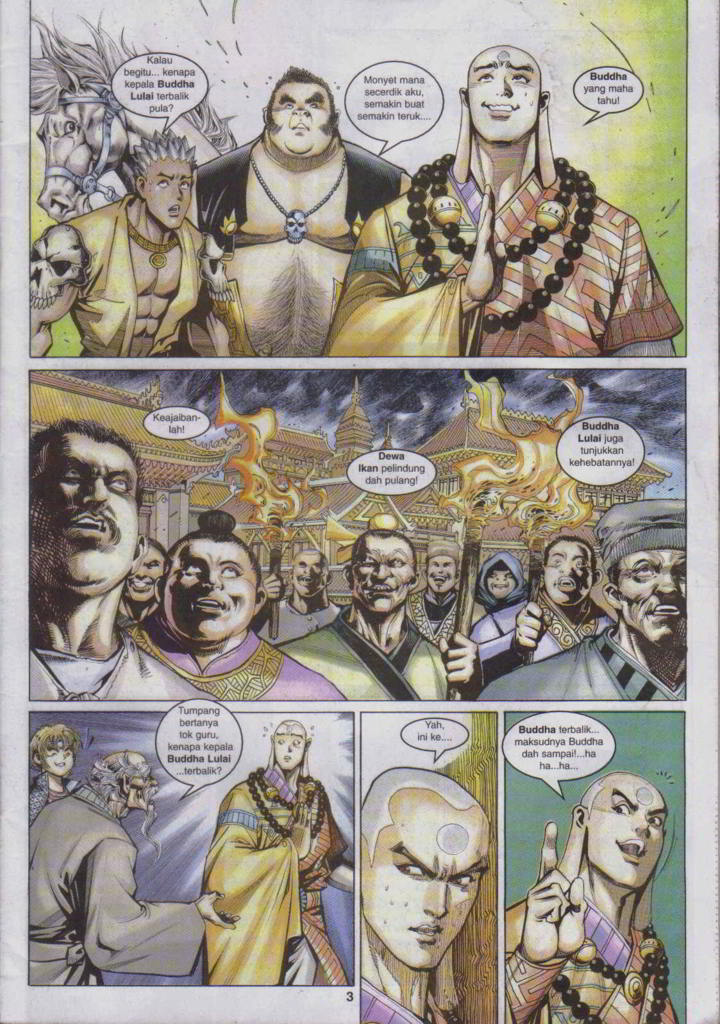 Kalau
begitu... kenapa
kepala Buddha
Lulai terbalik
pula?
Monyet mana
secerdik aku,
semakin buat
semakin teruk....
Buddha
yang maha
tahu!
Keajaiban-
lah!
Dewa
Ikan pelindung
dah pulang!
Buddha
Lulai juga
tunjukkan
kehebatannya!
Tumpang
bertanya
tok guru,
kenapa kepala
Buddha Lulai
...terbalik?
Yah,
ini ke....
Buddha terbalik...
maksudnya Buddha
dah sampai!...ha
ha...ha...
3